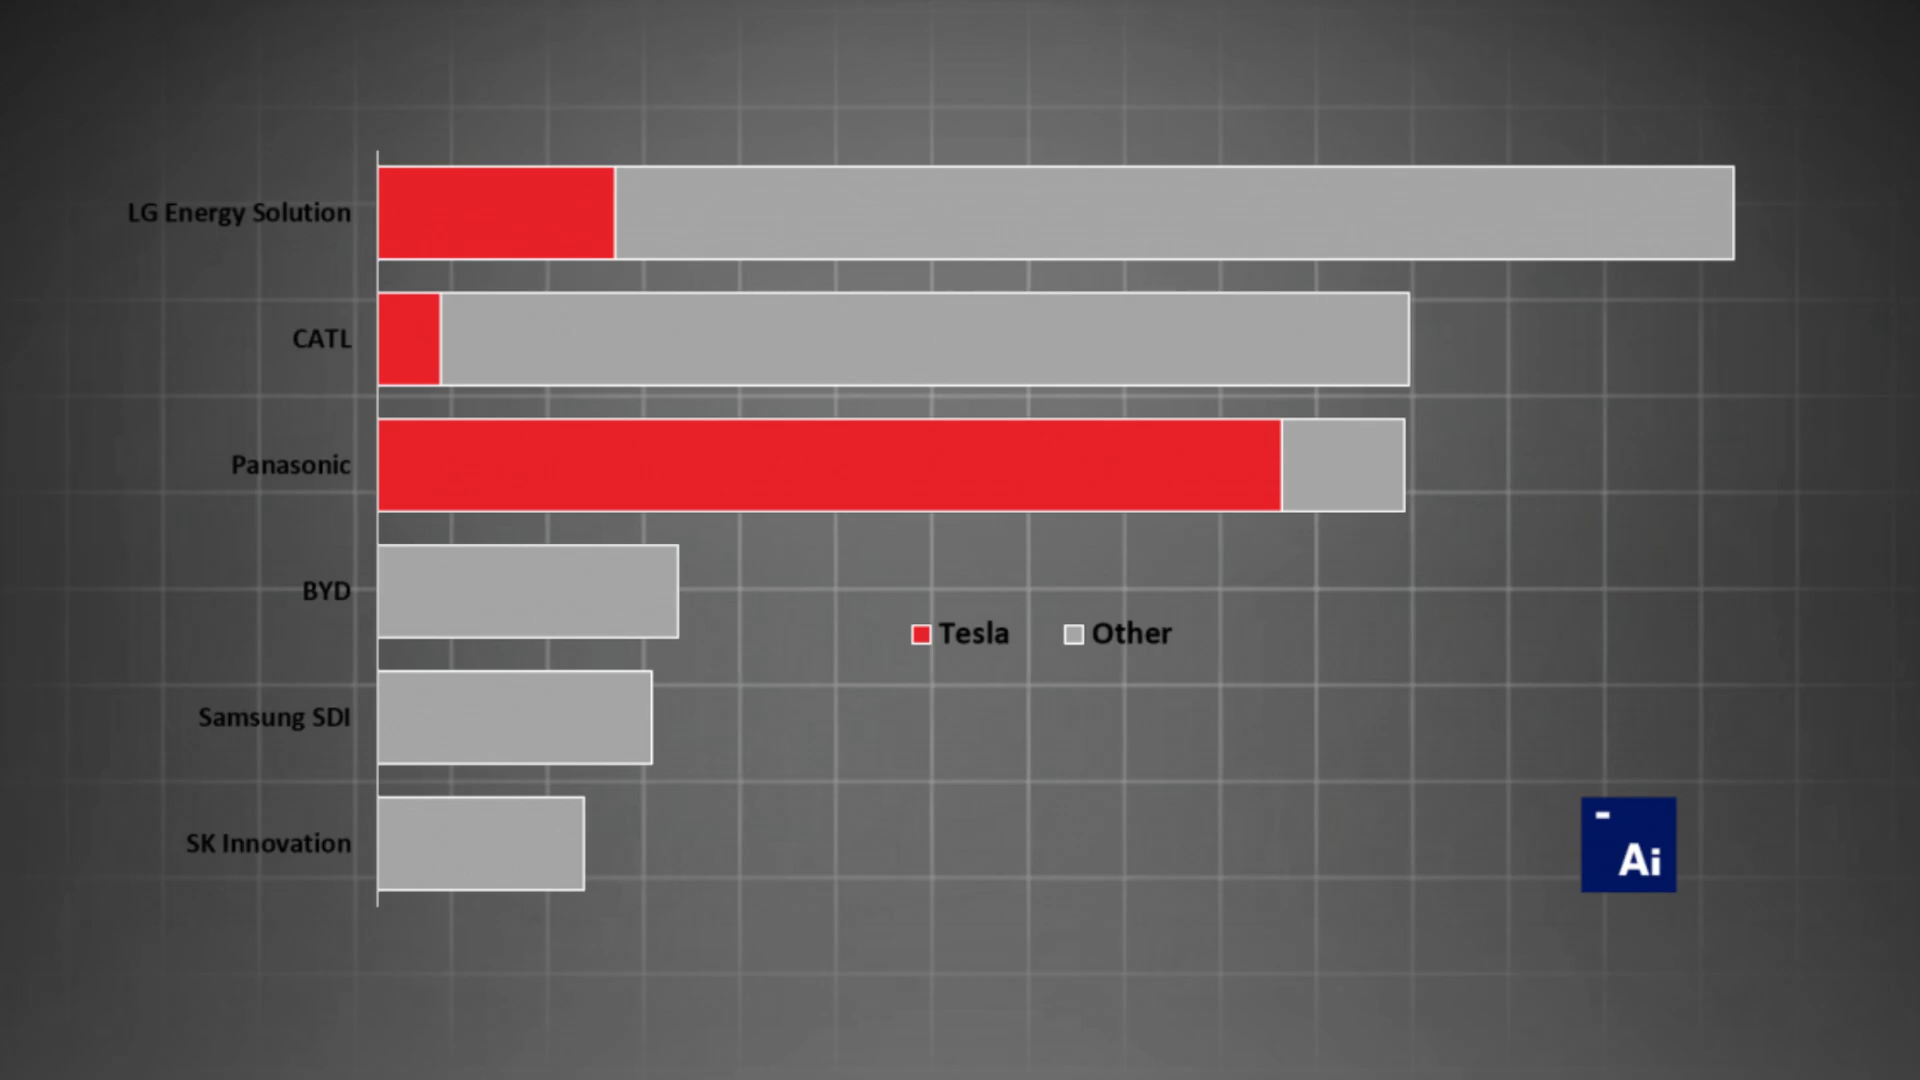 LG Energy Solution
CATL
Panasonic
BYD
Tesla Other
Samsung SDI
SK Innovation
- Ai